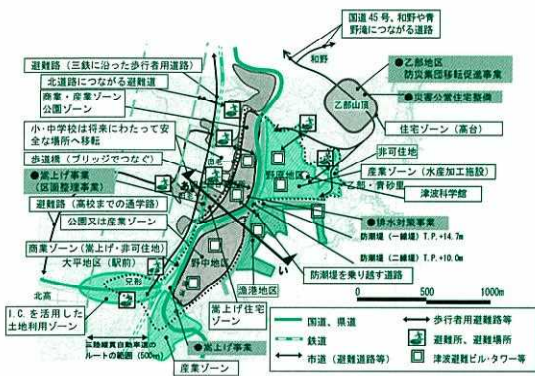 国道45号、和野や青
野滝につながる道路
和野
避難路（三鉄に沿った歩行者用道路）
北道路につながる避難道
商業・産業ゾーン
公園ゾーン
小・中学校は将来にわたって安
全な場所へ移転
歩道橋（ブリッジでつなぐ）
●嵩上げ事業
（区画整理事業）
避難路（高校までの通学路）
公園又は産業ゾーン
商業ゾーン（嵩上げ・非可住地）
大平地区（駅前）
北高
I.C.を活用した
土地利用ゾーン
三陸縦貫自動車道の
ルートの範囲（500m）
産業ゾーン
●嵩上げ事業
嵩上げ住宅
ゾーン
漁港地区
野中地区
野原地区
乙部山頂
●乙部地区
防災集団移転促進事業
●災害公営住宅整備
住宅ゾーン（高台）
非可住地
産業ゾーン（水産加工施設）
乙部・青砂里
津波科学館
●排水対策事業
防潮堤（一線堤）T.P.+14.7m
防潮堤（二線堤）T.P.+10.0m
防潮堤を乗り越す道路
0 500 1000m
国道、県道
鉄道
市道（避難道路等）
歩行者用避難路等
避難所、避難場所
津波避難ビル・タワー等